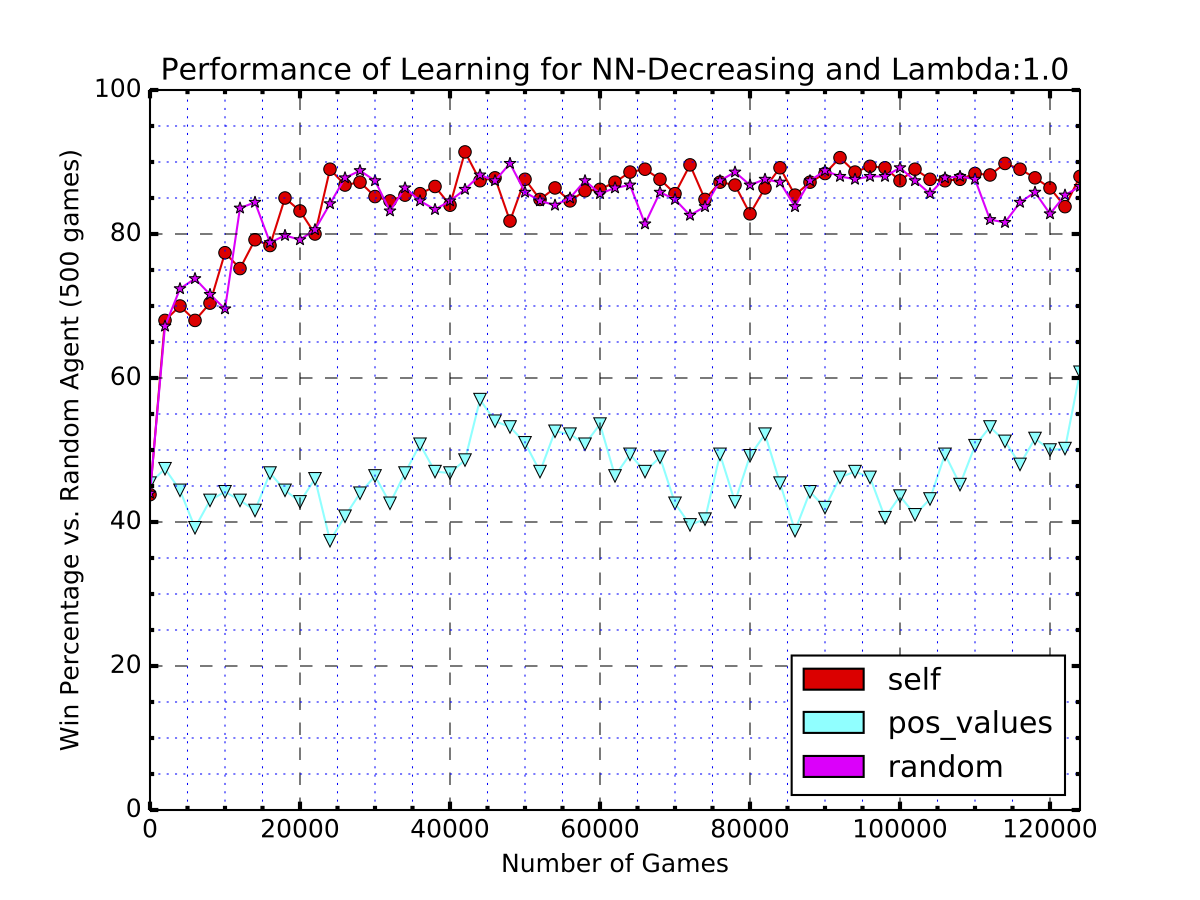 Performance of Learning for NN-Decreasing and Lambda:1.0
Win Percentage vs. Random Agent (500 games)
100
80
60
40
20
0
0 20000 40000 60000 80000 100000 120000
Number of Games
self
pos_values
random